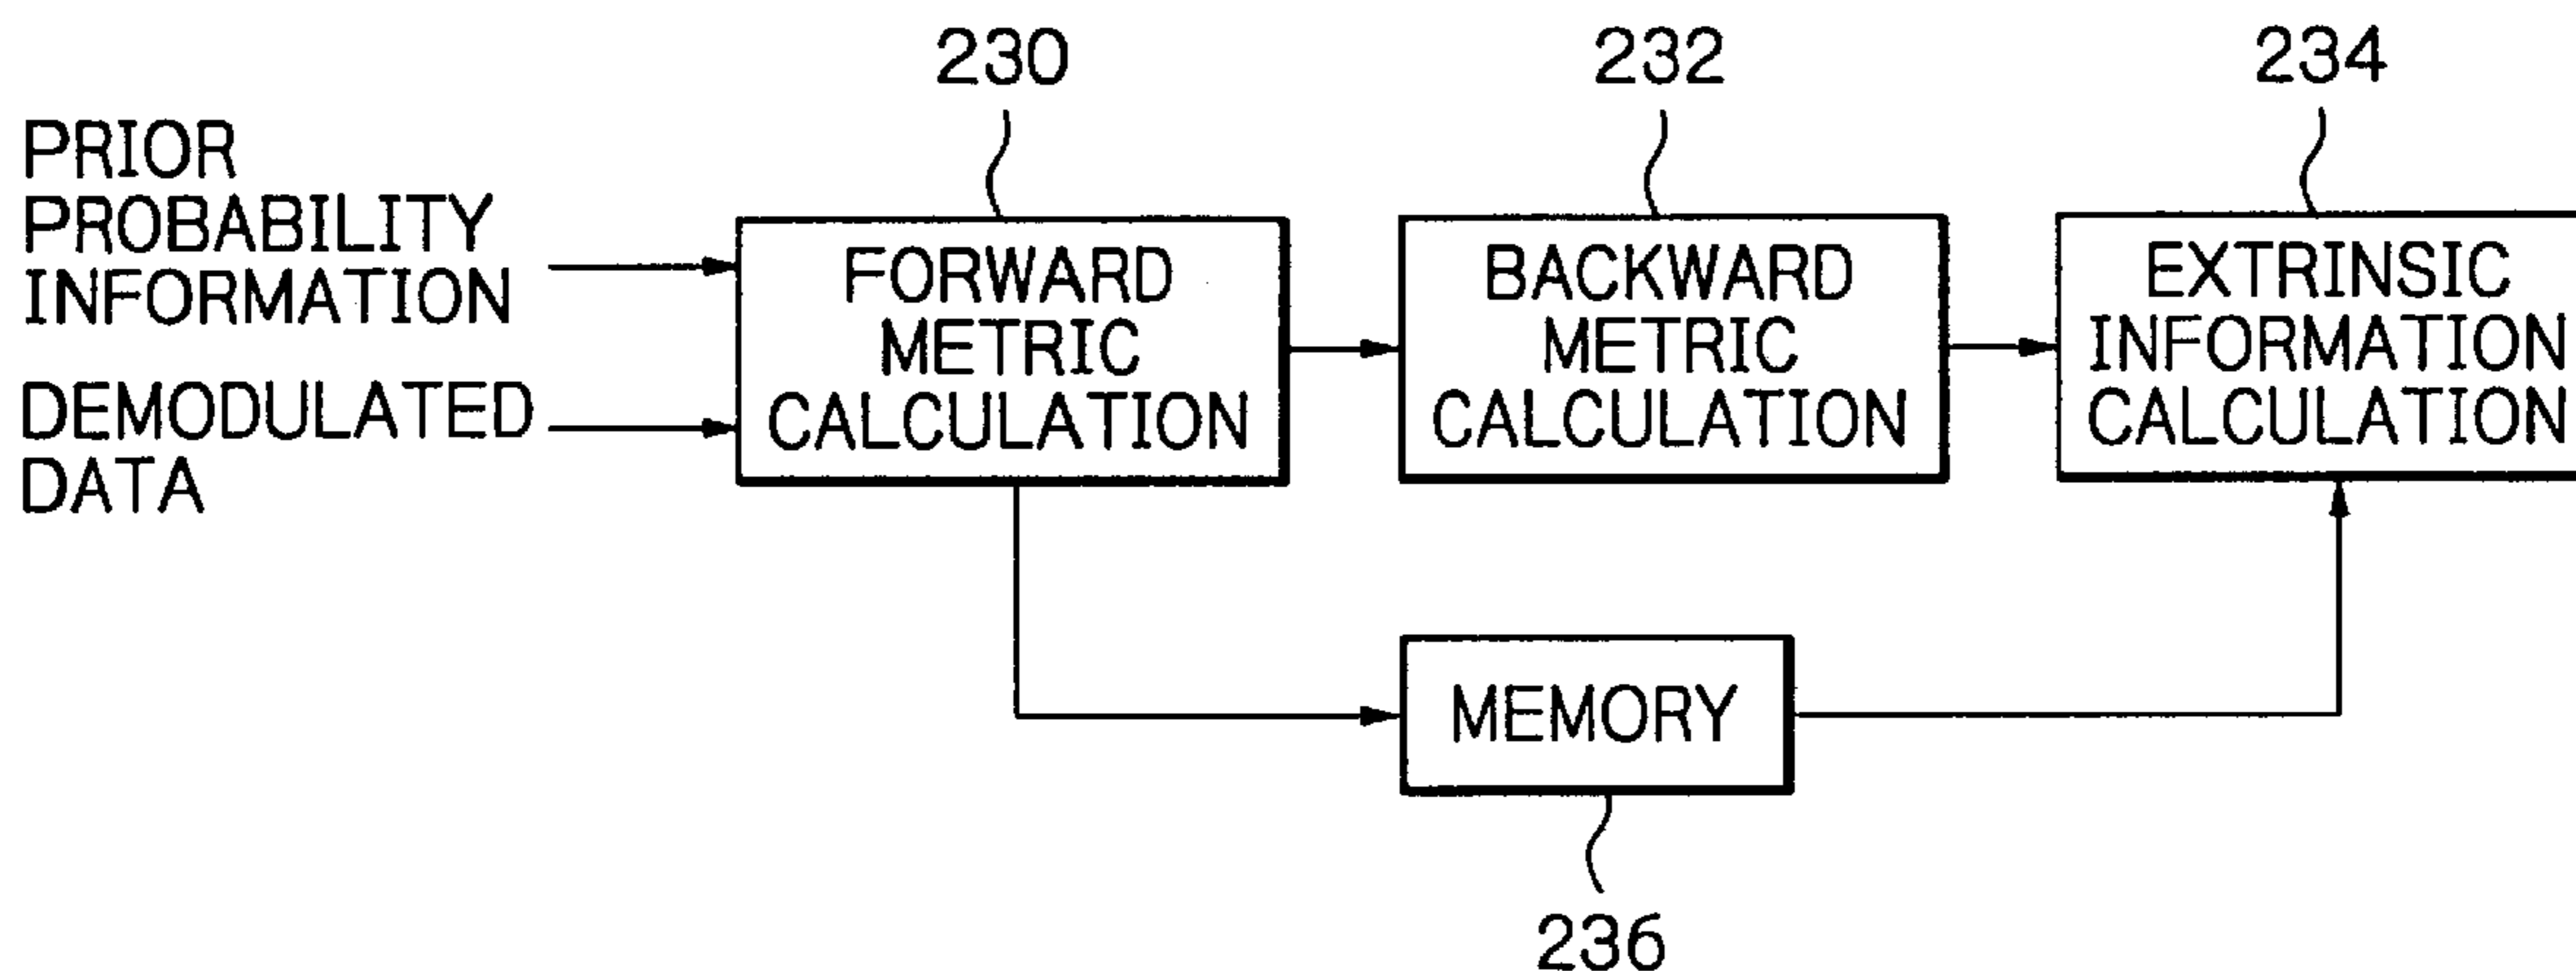 230
232
234
PRIOR
PROBABILITY
INFORMATION
DEMODULATED
DATA
FORWARD
METRIC
CALCULATION
BACKWARD
METRIC
CALCULATION
EXTRINSIC
INFORMATION
CALCULATION
MEMORY
236